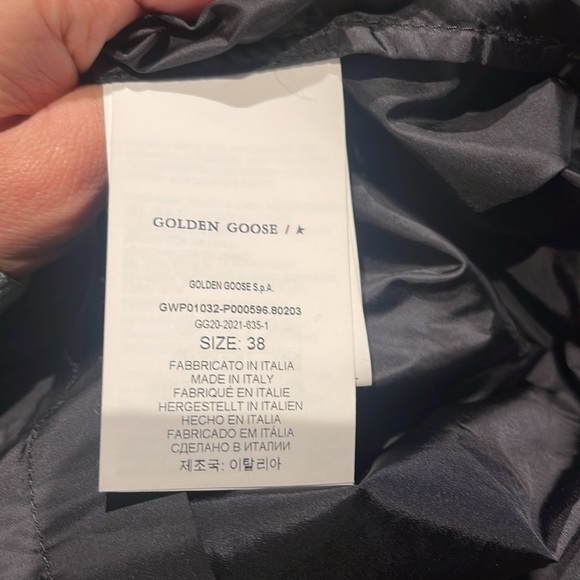 GOLDEN GOOSE / ★
GOLDEN GOOSE S.p.A.
GWP01032-P000596.80203
GG20-2021-635-1
SIZE: 38
FABBRICATO IN ITALIA
MADE IN ITALY
FABRIQUÉ EN ITALIE
HERGESTELLT IN ITALIEN
HECHO EN ITALIA
FABRICADO EM ITÁLIA
СДЕЛАНО В ИТАЛИИ
제조국: 이탈리아